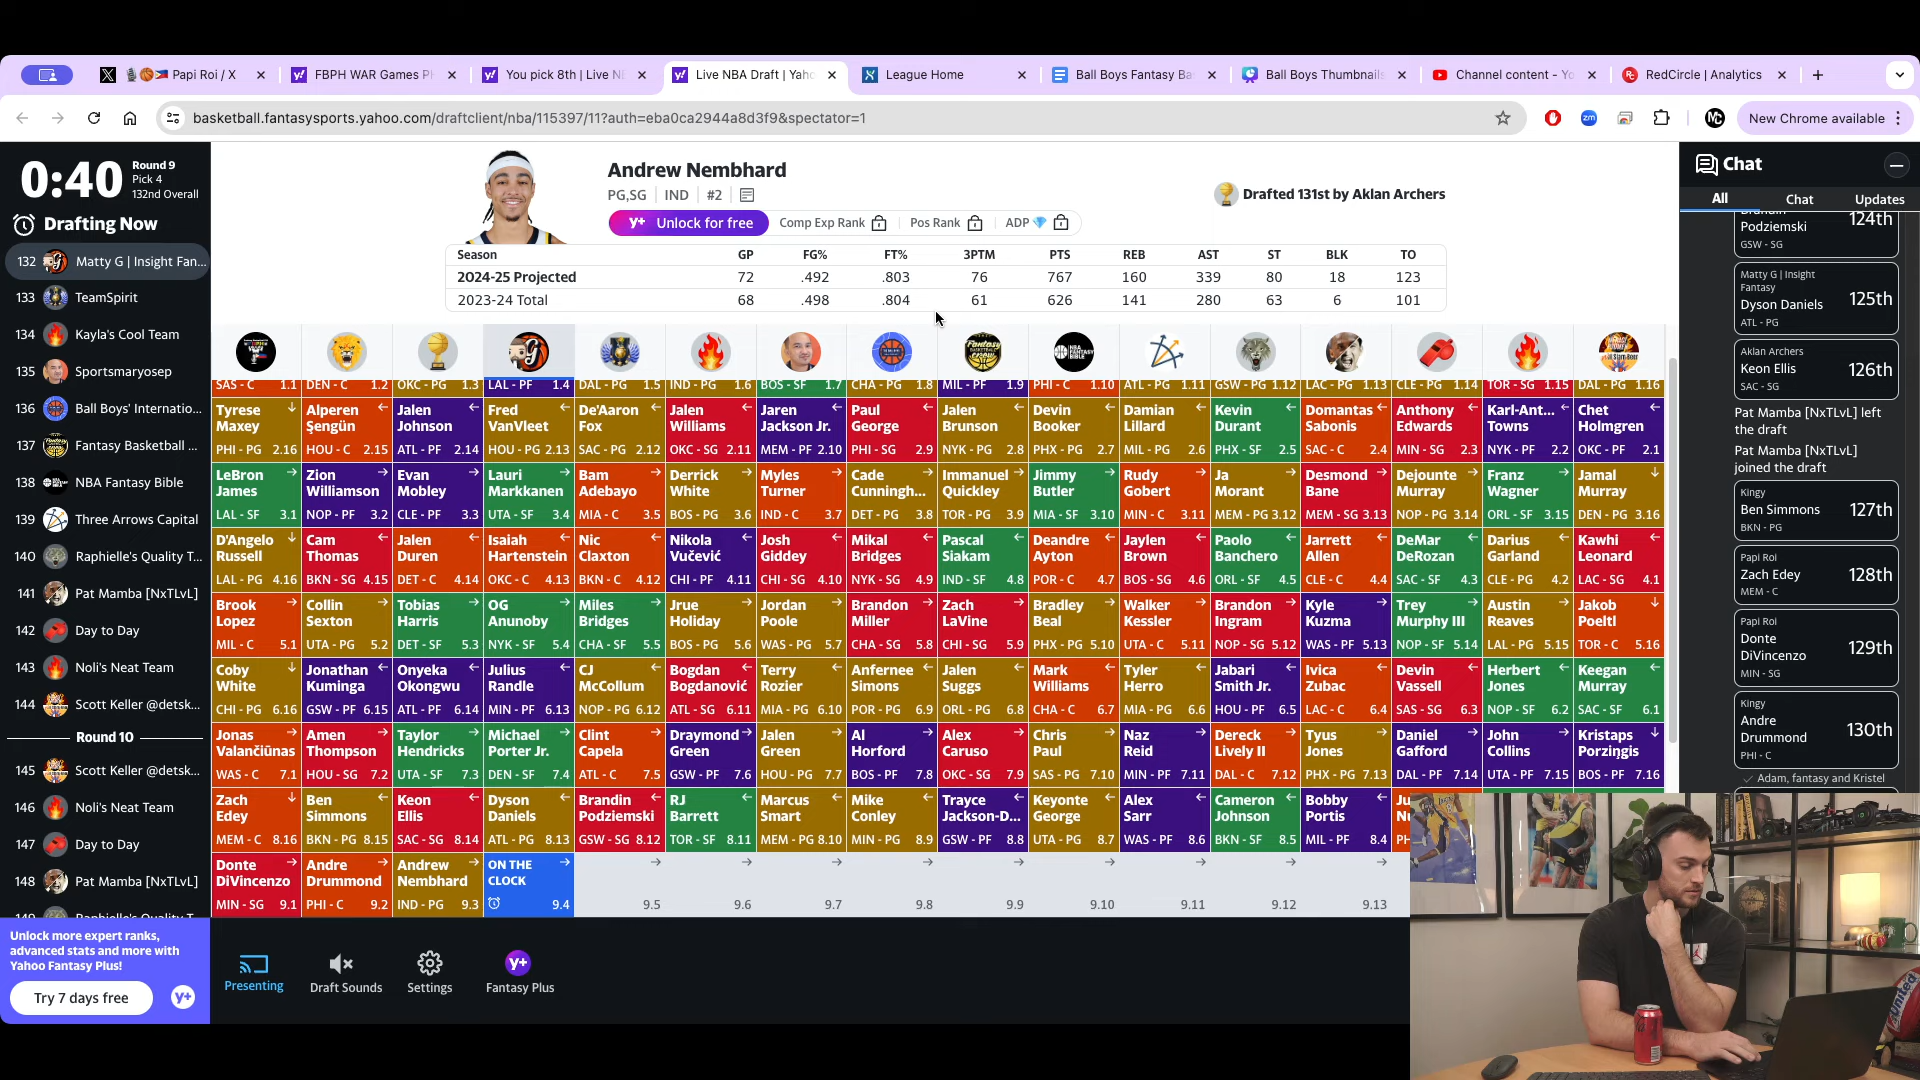 Papi Roi / X
FBPH WAR Games P
You pick 8th | Live N
Live NBA Draft | Yaho
League Home
Ball Boys Fantasy Ba
Ball Boys Thumbnails
Channel content - Yo
RedCircle | Analytics
basketball.fantasysports.yahoo.com/draftclient/nba/115397/11?auth=eba0ca2944a8d3f9&spectator=1
New Chrome available
0:40
Round 9
Pick 4
132nd Overall
Drafting Now
132 Matty G | Insight Fan...
133 TeamSpirit
134 Kayla's Cool Team
135 Sportsmaryosep
136 Ball Boys' Internatio...
137 Fantasy Basketball ...
138 NBA Fantasy Bible
139 Three Arrows Capital
140 Raphielle's Quality T...
141 Pat Mamba [NxTLvL]
142 Day to Day
143 Noli's Neat Team
144 Scott Keller @detsk...
Round 10
145 Scott Keller @detsk...
146 Noli's Neat Team
147 Day to Day
148 Pat Mamba [NxTLvL]
149 Raphielle's Quality T...
Unlock more expert ranks,
advanced stats and more with
Yahoo Fantasy Plus!
Try 7 days free
y+
Andrew Nembhard
PG,SG IND #2
y+ Unlock for free Comp Exp Rank Pos Rank ADP
Drafted 131st by Aklan Archers
Season GP FG% FT% 3PTM PTS REB AST ST BLK TO
2024-25 Projected 72 .492 .803 76 767 160 339 80 18 123
2023-24 Total 68 .498 .804 61 626 141 280 63 6 101
SAS - C 1.1 DEN - C 1.2 OKC - PG 1.3 LAL - PF 1.4 DAL - PG 1.5 IND - PG 1.6 BOS - SF 1.7 CHA - PG 1.8 MIL - PF 1.9 PHI - C 1.10 ATL - PG 1.11 GSW - PG 1.12 LAC - PG 1.13 CLE - PG 1.14 TOR - SG 1.15 DAL - PG 1.16
Tyrese Alperen Jalen Fred De'Aaron Jalen Jaren Paul Jalen Devin Damian Kevin Domantas Anthony Karl-Ant... Chet
Maxey Şengün Johnson VanVleet Fox Williams Jackson Jr. George Brunson Booker Lillard Durant Sabonis Edwards Towns Holmgren
PHI - PG 2.16 HOU - C 2.15 ATL - PF 2.14 HOU - PG 2.13 SAC - PG 2.12 OKC - SG 2.11 MEM - PF 2.10 PHI - SG 2.9 NYK - PG 2.8 PHX - PG 2.7 MIL - PG 2.6 PHX - SF 2.5 SAC - C 2.4 MIN - SG 2.3 NYK - PF 2.2 OKC - PF 2.1
LeBron Zion Evan Lauri Bam Derrick Myles Cade Immanuel Jimmy Rudy Ja Desmond Dejounte Franz Jamal
James Williamson Mobley Markkanen Adebayo White Turner Cunningh... Quickley Butler Gobert Morant Bane Murray Wagner Murray
LAL - SF 3.1 NOP - PF 3.2 CLE - PF 3.3 UTA - SF 3.4 MIA - C 3.5 BOS - PG 3.6 IND - C 3.7 DET - PG 3.8 TOR - PG 3.9 MIA - SF 3.10 MIN - C 3.11 MEM - PG 3.12 MEM - SG 3.13 NOP - PG 3.14 ORL - SF 3.15 DEN - PG 3.16
D'Angelo Cam Jalen Isaiah Nic Nikola Josh Mikal Pascal Deandre Jaylen Paolo Jarrett DeMar Darius Kawhi
Russell Thomas Duren Hartenstein Claxton Vučević Giddey Bridges Siakam Ayton Brown Banchero Allen DeRozan Garland Leonard
LAL - PG 4.16 BKN - SG 4.15 DET - C 4.14 OKC - C 4.13 BKN - C 4.12 CHI - PF 4.11 CHI - SG 4.10 NYK - SG 4.9 IND - SF 4.8 POR - C 4.7 BOS - SG 4.6 ORL - SF 4.5 CLE - C 4.4 SAC - SF 4.3 CLE - PG 4.2 LAC - SG 4.1
Brook Collin Tobias OG Miles Jrue Jordan Brandon Zach Bradley Walker Brandon Kyle Trey Austin Jakob
Lopez Sexton Harris Anunoby Bridges Holiday Poole Miller LaVine Beal Kessler Ingram Kuzma Murphy III Reaves Poeltl
MIL - C 5.1 UTA - PG 5.2 DET - SF 5.3 NYK - SF 5.4 CHA - SF 5.5 BOS - PG 5.6 WAS - PG 5.7 CHA - SG 5.8 CHI - SG 5.9 PHX - PG 5.10 UTA - C 5.11 NOP - SG 5.12 WAS - PF 5.13 NOP - SF 5.14 LAL - PG 5.15 TOR - C 5.16
Coby Jonathan Onyeka Julius CJ Bogdan Terry Anfernee Jalen Mark Tyler Jabari Ivica Devin Herbert Keegan
White Kuminga Okongwu Randle McCollum Bogdanović Rozier Simons Suggs Williams Herro Smith Jr. Zubac Vassell Jones Murray
CHI - PG 6.16 GSW - PF 6.15 ATL - PF 6.14 MIN - PF 6.13 NOP - PG 6.12 ATL - SG 6.11 MIA - PG 6.10 POR - PG 6.9 ORL - PG 6.8 CHA - C 6.7 MIA - PG 6.6 HOU - PF 6.5 LAC - C 6.4 SAS - SG 6.3 NOP - SF 6.2 SAC - SF 6.1
Jonas Amen Taylor Michael Clint Draymond Jalen Al Alex Chris Naz Dereck Tyus Daniel John Kristaps
Valančiūnas Thompson Hendricks Porter Jr. Capela Green Green Horford Caruso Paul Reid Lively II Jones Gafford Collins Porziņgis
WAS - C 7.1 HOU - SG 7.2 UTA - SF 7.3 DEN - SF 7.4 ATL - C 7.5 GSW - PF 7.6 HOU - PG 7.7 BOS - PF 7.8 OKC - SG 7.9 SAS - PG 7.10 MIN - PF 7.11 DAL - C 7.12 PHX - PG 7.13 DAL - PF 7.14 UTA - PF 7.15 BOS - PF 7.16
Zach Ben Keon Dyson Brandin RJ Marcus Mike Trayce Keyonte Alex Cameron Bobby Ju
Edey Simmons Ellis Daniels Podziemski Barrett Smart Conley Jackson-D... George Sarr Johnson Portis Nu
MEM - C 8.16 BKN - PG 8.15 SAC - SG 8.14 ATL - PG 8.13 GSW - SG 8.12 TOR - SF 8.11 MEM - PG 8.10 MIN - PG 8.9 GSW - PF 8.8 UTA - PG 8.7 WAS - PF 8.6 BKN - SF 8.5 MIL - PF 8.4 PH
Donte Andre Andrew ON THE
DiVincenzo Drummond Nembhard CLOCK
MIN - SG 9.1 PHI - C 9.2 IND - PG 9.3 9.4 9.5 9.6 9.7 9.8 9.9 9.10 9.11 9.12 9.13
Presenting
Draft Sounds
Settings
y+
Fantasy Plus
Chat
All Chat Updates
Podziemski 124th
GSW - SG
Matty G | Insight
Fantasy
Dyson Daniels 125th
ATL - PG
Aklan Archers
Keon Ellis 126th
SAC - SG
Pat Mamba [NxTLvL] left
the draft
Pat Mamba [NxTLvL]
joined the draft
Kingy
Ben Simmons 127th
BKN - PG
Papi Roi
Zach Edey 128th
MEM - C
Papi Roi
Donte
DiVincenzo 129th
MIN - SG
Kingy
Andre
Drummond 130th
PHI - C
Adam, fantasy and Kristel